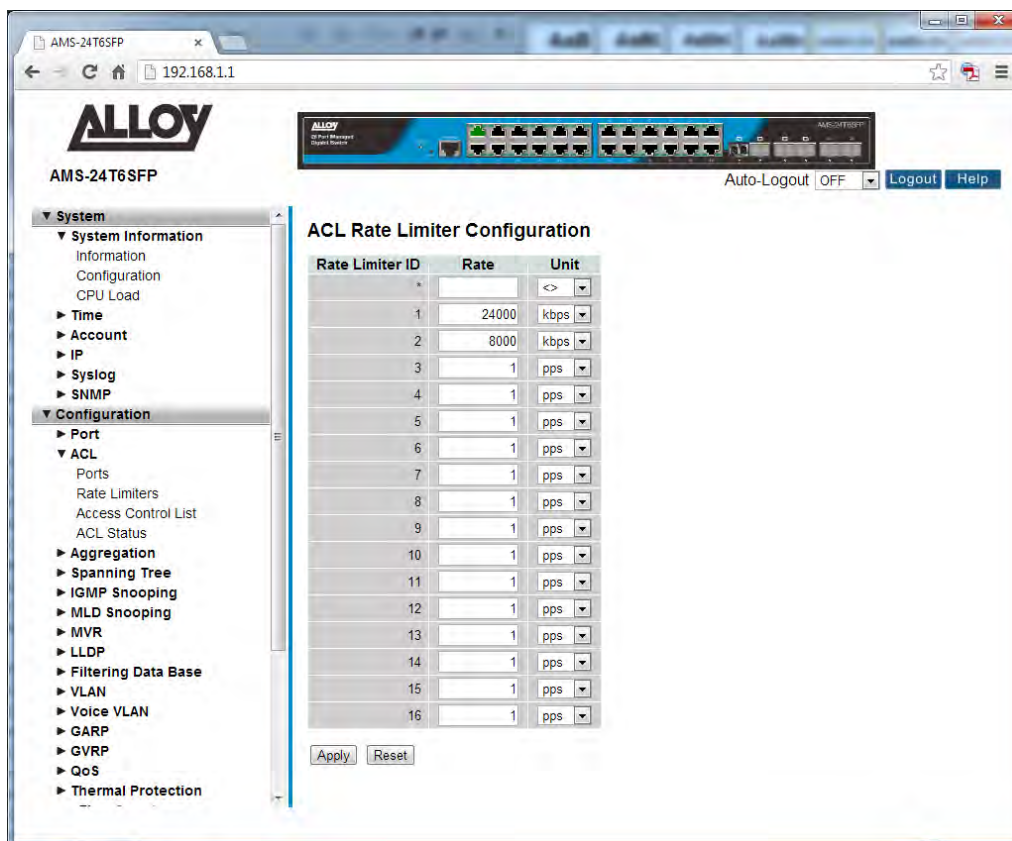 AMS-24T6SFP
192.168.1.1
ALLOY
AMS-24T6SFP
ALLOY
AMS-24T6SFP
Auto-Logout OFF Logout Help
▼ System
▼ System Information
Information
Configuration
CPU Load
► Time
► Account
► IP
► Syslog
► SNMP
▼ Configuration
► Port
▼ ACL
Ports
Rate Limiters
Access Control List
ACL Status
► Aggregation
► Spanning Tree
► IGMP Snooping
► MLD Snooping
► MVR
► LLDP
► Filtering Data Base
► VLAN
► Voice VLAN
► GARP
► GVRP
► QoS
► Thermal Protection
ACL Rate Limiter Configuration
Rate Limiter ID Rate Unit
* <>
1 24000 kbps
2 8000 kbps
3 1 pps
4 1 pps
5 1 pps
6 1 pps
7 1 pps
8 1 pps
9 1 pps
10 1 pps
11 1 pps
12 1 pps
13 1 pps
14 1 pps
15 1 pps
16 1 pps
Apply Reset